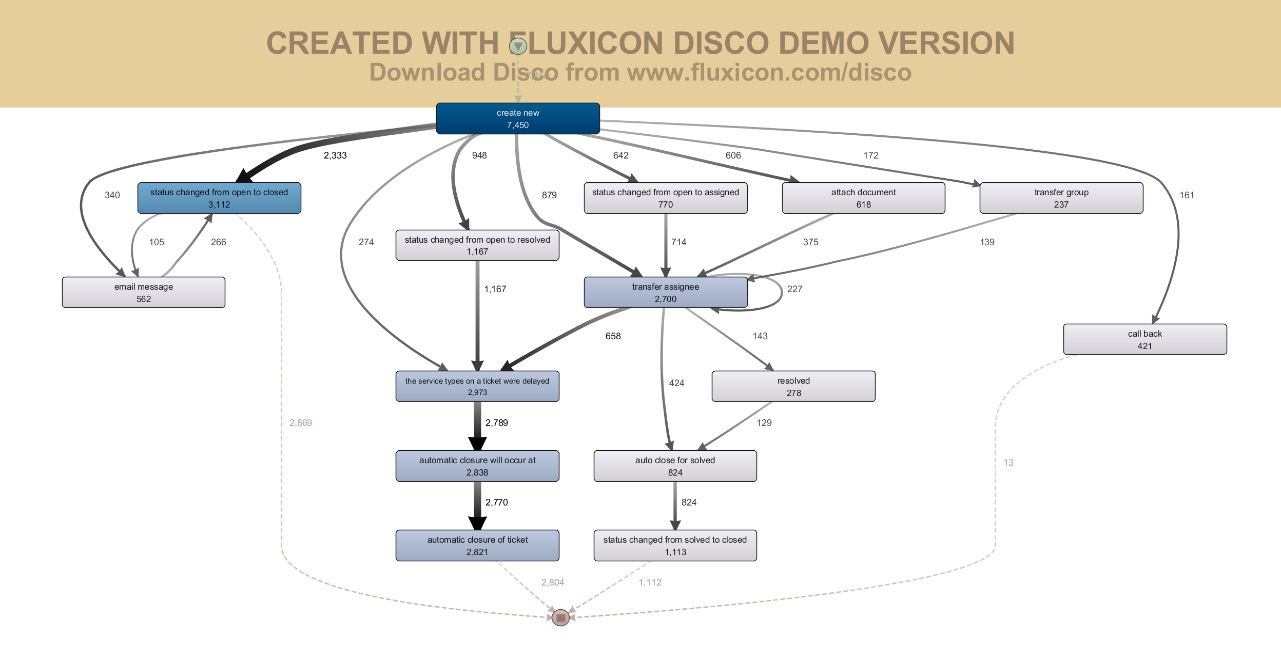 CREATED WITH FLUXICON DISCO DEMO VERSION
Download Disco from www.fluxicon.com/disco
create new
7,450
2,333
948
642
606
172
340
879
161
status changed from open to closed
3,112
status changed from open to assigned
770
attach document
618
transfer group
237
105
266
274
status changed from open to resolved
1,167
714
375
139
email message
562
1,167
transfer assignee
2,700
227
658
143
call back
421
the service types on a ticket were delayed
2,973
424
resolved
278
2,869
2,789
129
automatic closure will occur at
2,838
auto close for solved
824
13
2,770
824
automatic closure of ticket
2,821
status changed from solved to closed
1,113
2,804
1,112